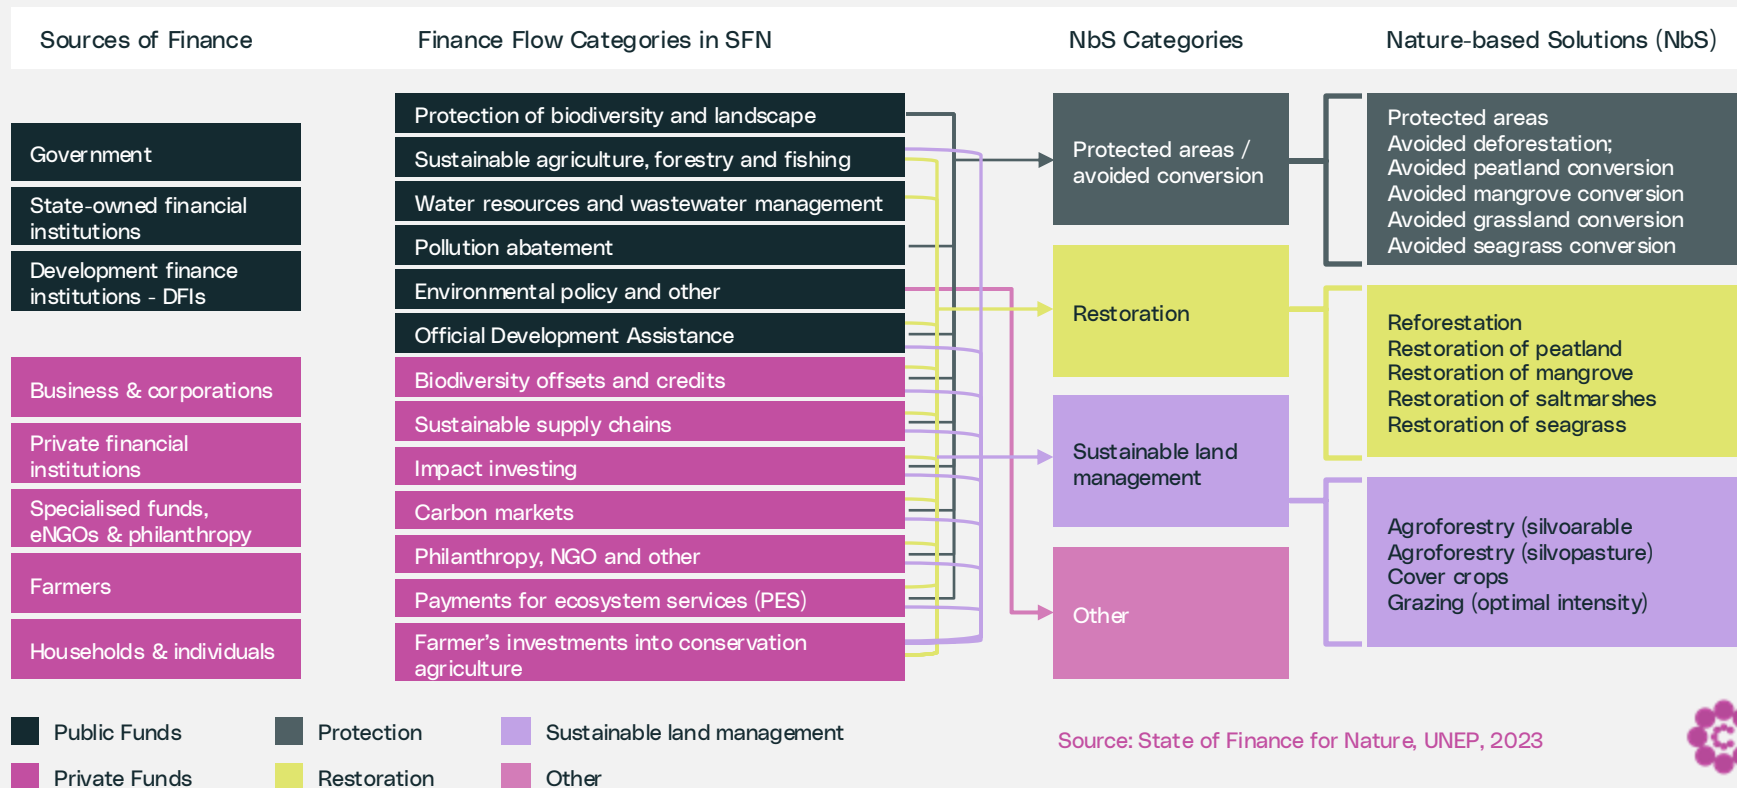 Sources of Finance
Finance Flow Categories in SFN
NbS Categories
Nature-based Solutions (NbS)
Government
State-owned financial
institutions
Development finance
institutions - DFIs
Business & corporations
Private financial
institutions
Specialised funds,
eNGOs & philanthropy
Farmers
Households & individuals
Protection of biodiversity and landscape
Sustainable agriculture, forestry and fishing
Water resources and wastewater management
Pollution abatement
Environmental policy and other
Official Development Assistance
Biodiversity offsets and credits
Sustainable supply chains
Impact investing
Carbon markets
Philanthropy, NGO and other
Payments for ecosystem services (PES)
Farmer's investments into conservation
agriculture
Protected areas /
avoided conversion
Restoration
Sustainable land
management
Other
Protected areas
Avoided deforestation;
Avoided peatland conversion
Avoided mangrove conversion
Avoided grassland conversion
Avoided seagrass conversion
Reforestation
Restoration of peatland
Restoration of mangrove
Restoration of saltmarshes
Restoration of seagrass
Agroforestry (silvoarable
Agroforestry (silvopasture)
Cover crops
Grazing (optimal intensity)
Public Funds
Protection
Sustainable land management
Private Funds
Restoration
Other
Source: State of Finance for Nature, UNEP, 2023